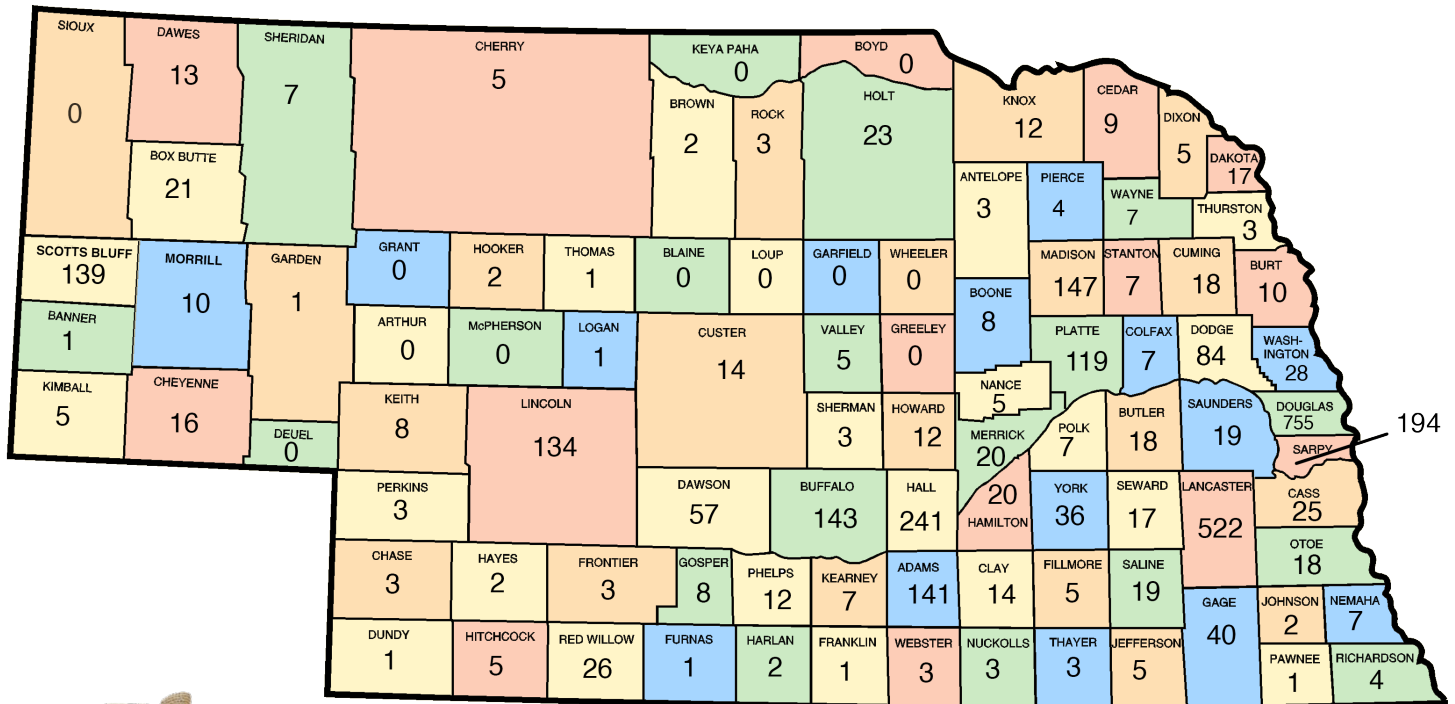 SIOUX
0
DAWES
13
SHERIDAN
7
CHERRY
5
KEYA PAHA
0
BOYD
0
BROWN
2
ROCK
3
HOLT
23
KNOX
12
CEDAR
9
DIXON
5
DAKOTA
17
BOX BUTTE
21
ANTELOPE
3
PIERCE
4
WAYNE
7
THURSTON
3
SCOTTS BLUFF
139
MORRILL
10
GARDEN
1
GRANT
0
HOOKER
2
THOMAS
1
BLAINE
0
LOUP
0
GARFIELD
0
WHEELER
0
MADISON
147
STANTON
7
CUMING
18
BURT
10
BANNER
1
ARTHUR
0
McPHERSON
0
LOGAN
1
CUSTER
14
VALLEY
5
GREELEY
0
BOONE
8
PLATTE
119
COLFAX
7
DODGE
84
WASH-
INGTON
28
KIMBALL
5
CHEYENNE
16
DEUEL
0
KEITH
8
LINCOLN
134
SHERMAN
3
HOWARD
12
NANCE
5
MERRICK
20
POLK
7
BUTLER
18
SAUNDERS
19
DOUGLAS
755
SARPY
194
PERKINS
3
DAWSON
57
BUFFALO
143
HALL
241
20
HAMILTON
YORK
36
SEWARD
17
LANCASTER
522
CASS
25
OTOE
18
CHASE
3
HAYES
2
FRONTIER
3
GOSPER
8
PHELPS
12
KEARNEY
7
ADAMS
141
CLAY
14
FILLMORE
5
SALINE
19
GAGE
40
JOHNSON
2
NEMAHA
7
DUNDY
1
HITCHCOCK
5
RED WILLOW
26
FURNAS
1
HARLAN
2
FRANKLIN
1
WEBSTER
3
NUCKOLLS
3
THAYER
3
JEFFERSON
5
PAWNEE
1
RICHARDSON
4